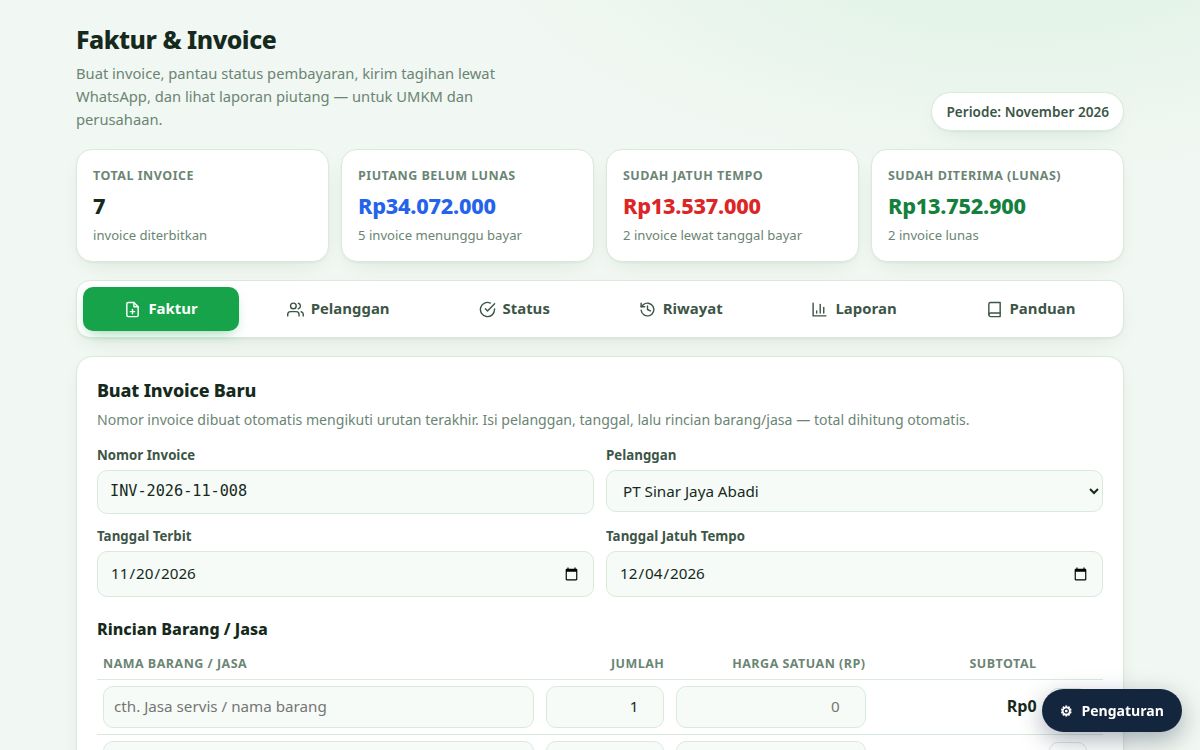 Faktur & Invoice
Buat invoice, pantau status pembayaran, kirim tagihan lewat
WhatsApp, dan lihat laporan piutang — untuk UMKM dan
perusahaan.
Periode: November 2026
TOTAL INVOICE
7
invoice diterbitkan
PIUTANG BELUM LUNAS
Rp34.072.000
5 invoice menunggu bayar
SUDAH JATUH TEMPO
Rp13.537.000
2 invoice lewat tanggal bayar
SUDAH DITERIMA (LUNAS)
Rp13.752.900
2 invoice lunas
Faktur
Pelanggan
Status
Riwayat
Laporan
Panduan
Buat Invoice Baru
Nomor invoice dibuat otomatis mengikuti urutan terakhir. Isi pelanggan, tanggal, lalu rincian barang/jasa — total dihitung otomatis.
Nomor Invoice
INV-2026-11-008
Pelanggan
PT Sinar Jaya Abadi
Tanggal Terbit
11/20/2026
Tanggal Jatuh Tempo
12/04/2026
Rincian Barang / Jasa
NAMA BARANG / JASA JUMLAH HARGA SATUAN (RP) SUBTOTAL
cth. Jasa servis / nama barang 1 0 Rp0
Pengaturan